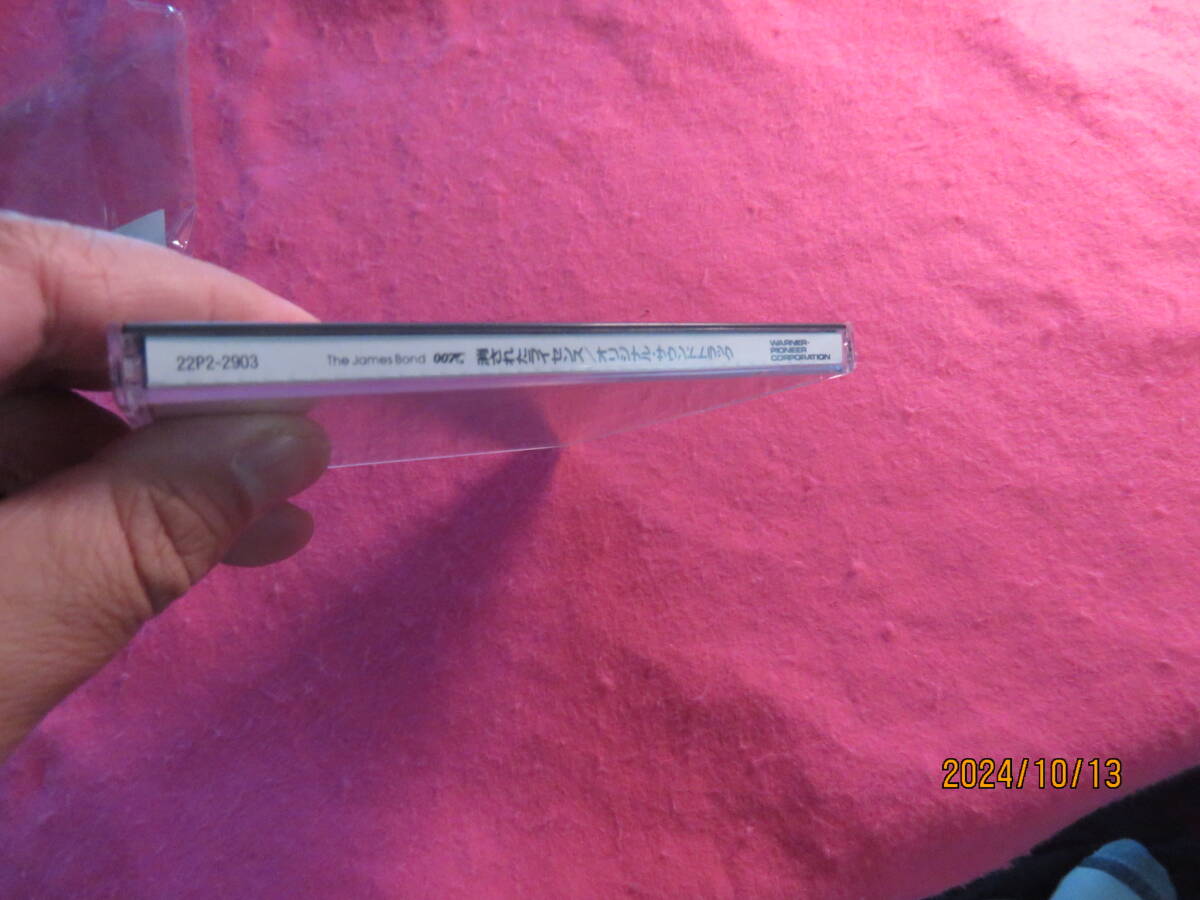 22P2-2903 The James Bond 007 消されたライセンス/オリジナル・サウンドトラック
WARNER-
PIONEER
CORPORATION
2024/10/13